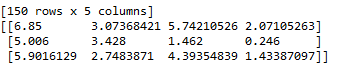 [150 rows x 5 columns]
[[6.85 3.07368421 5.74210526 2.07105263]
[5.006 3.428 1.462 0.246 ]
[5.9016129 2.7483871 4.39354839 1.43387097]]